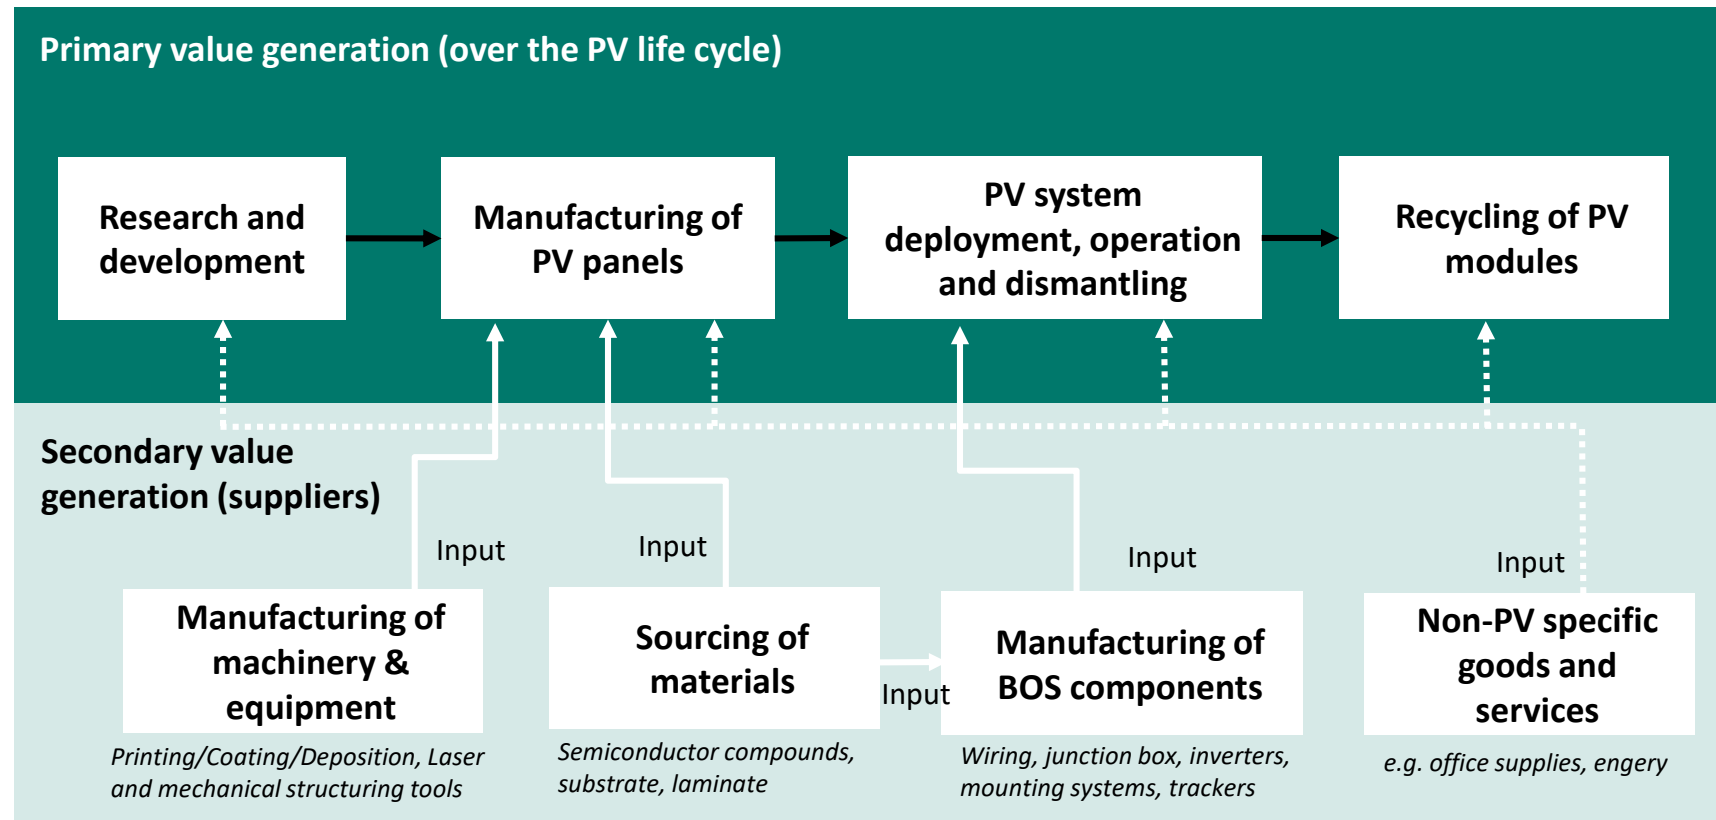 Primary value generation (over the PV life cycle)
Research and
development
Manufacturing of
PV panels
PV system
deployment, operation
and dismantling
Recycling of PV
modules
Secondary value
generation (suppliers)
Input
Input
Input
Input
Manufacturing of
machinery &
equipment
Printing/Coating/Deposition, Laser
and mechanical structuring tools
Sourcing of
materials
Semiconductor compounds,
substrate, laminate
Input
Manufacturing of
BOS components
Wiring, junction box, inverters,
mounting systems, trackers
Non-PV specific
goods and
services
e.g. office supplies, engery